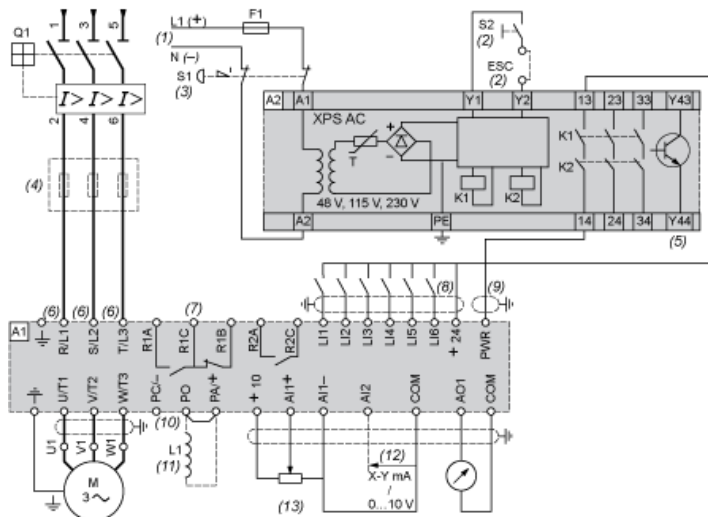 1 3 5
Q1
I> I> I>
2 4 6
(4)
L1 (+)
F1
(1)
N (–)
S1
(3)
S2
(2)
ESC
(2)
A2 A1 Y1 Y2 13 23 33 Y43
XPS AC
T
+
–
K1
K2
K1 K2
48 V, 115 V, 230 V
A2 PE 14 24 34 Y44
(5)
(6) (6) (6) (7) (8) (9)
A1
R/L1 S/L2 T/L3 R1A R1C R1B R2A R2C LI1 LI2 LI3 LI4 LI5 LI6 + 24 PWR
U/T1 V/T2 W/T3 PC/- PO PA/+ + 10 AI1+ AI1– AI2 COM AO1 COM
(10)
U1 V1 W1
L1
(11)
M
3 ~
(12)
X-Y mA
/
0...10 V
(13)